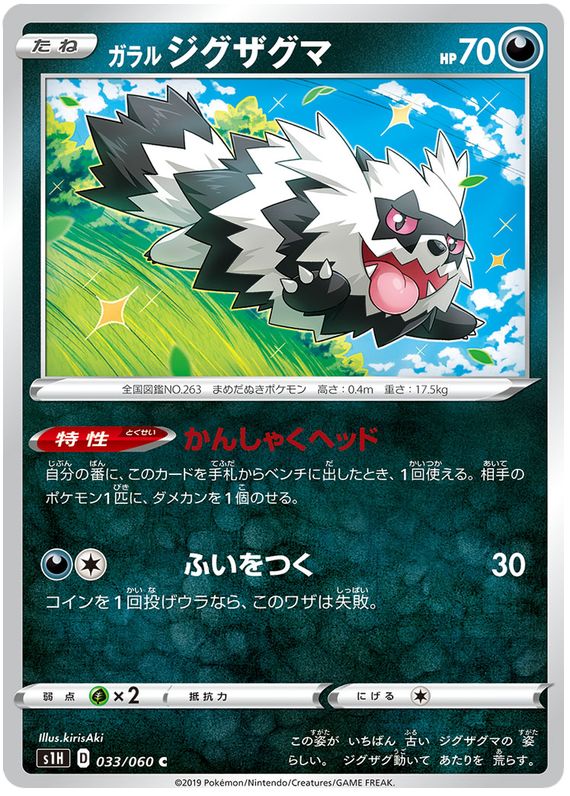 たね ガラル ジグザグマ HP 70
全国図鑑NO.263 まめだぬきポケモン 高さ:0.4m 重さ:17.5kg
特性 とくせい かんしゃくヘッド
自分の番に、このカードを手札からベンチに出したとき、1回使える。相手の
ポケモン1匹に、ダメカンを1個のせる。
ふいをつく 30
コインを1回投げウラなら、このワザは失敗。
弱点 ×2 抵抗力 にげる
Illus.kirisAki
s1H D 033/060 C
この姿が いちばん 古い ジグザグマの 姿
らしい。 ジグザグ動いて あたりを 荒らす。
©2019 Pokémon/Nintendo/Creatures/GAME FREAK.